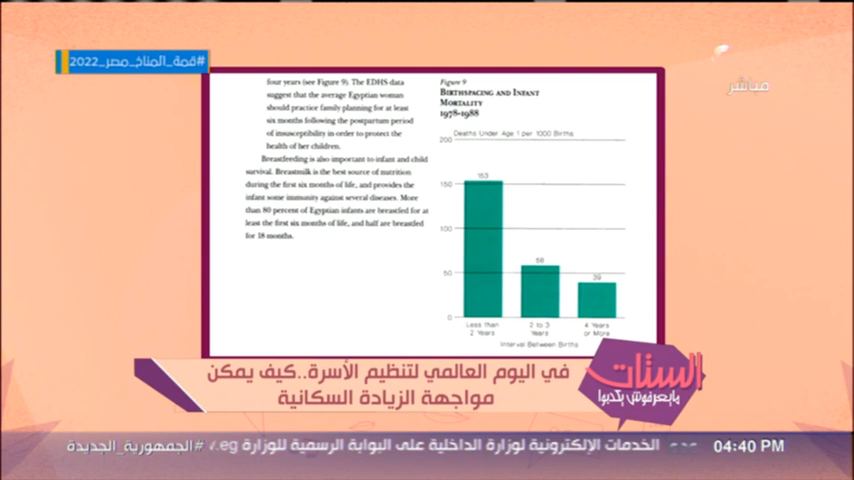 #قمة_المناخ_مصر_2022
مباشر
four years (see Figure 9). The EDHS data
suggest that the average Egyptian woman
should practice family planning for at least
six months following the postpartum period
of insusceptibility in order to protect the
health of her children.
Breastfeeding is also important to infant and child
survival. Breastmilk is the best source of nutrition
during the first six months of life, and provides the
infant some immunity against several diseases. More
than 80 percent of Egyptian infants are breastfed for at
least the first six months of life, and half are breastfed
for 18 months.
Figure 9
BIRTHSPACING AND INFANT
MORTALITY
1978-1988
Deaths Under Age 1 per 1000 Births
200
150
100
50
0
153
58
39
Less than
2 Years
2 to 3
Years
4 Years
or More
Interval Between Births
في اليوم العالمي لتنظيم الأسرة..كيف يمكن
مواجهة الزيادة السكانية
الستات
مايعرفوش يكدبوا
04:40 PM
الخدمات الإلكترونية لوزارة الداخلية على البوابة الرسمية للوزارة
#الجمهورية_الجديدة